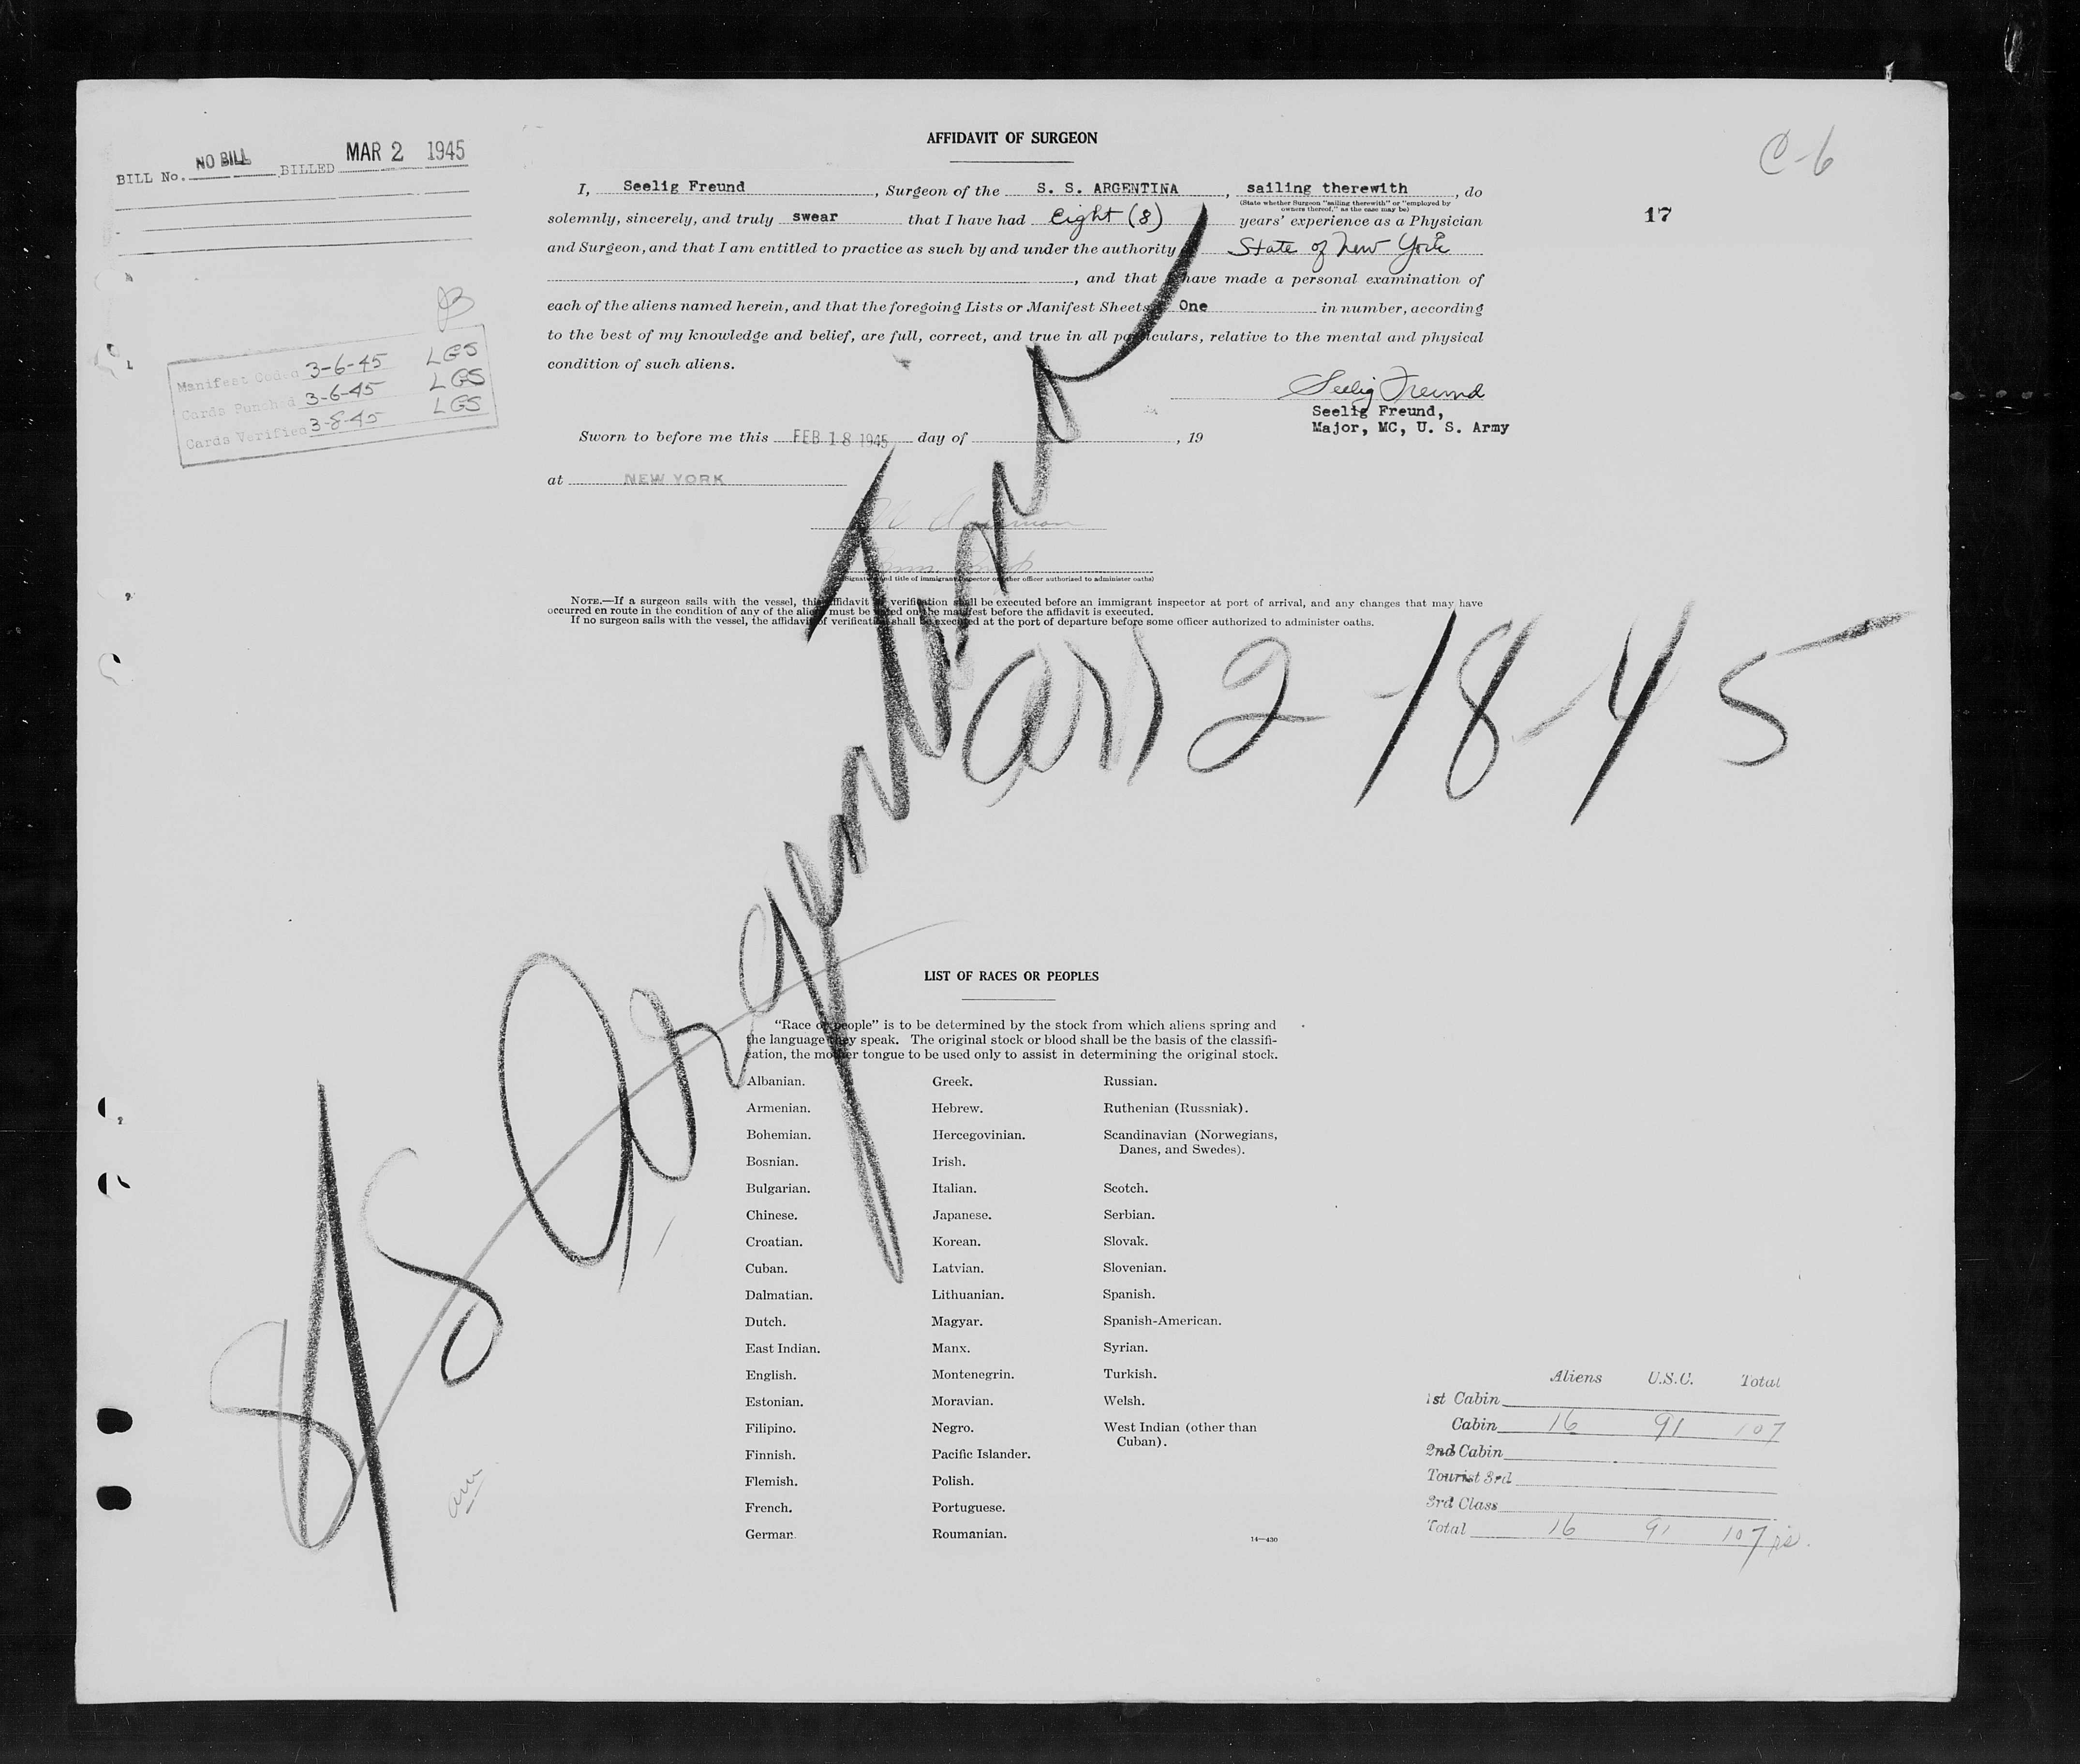 BILL No. NO BILL BILLED MAR 2 1945
AFFIDAVIT OF SURGEON
C-6
17
I, Seelig Freund, Surgeon of the S. S. ARGENTINA, sailing therewith, do
(State whether Surgeon "sailing therewith" or "employed by
owners thereof," as the case may be)
solemnly, sincerely, and truly swear that I have had Eight (8) years' experience as a Physician
and Surgeon, and that I am entitled to practice as such by and under the authority State of New York
, and that have made a personal examination of
each of the aliens named herein, and that the foregoing Lists or Manifest Sheets One in number, according
to the best of my knowledge and belief, are full, correct, and true in all particulars, relative to the mental and physical
condition of such aliens.
Manifest Coded 3-6-45 LGS
Cards Punched 3-6-45 LGS
Cards Verified 3-8-45 LGS
Seelig Freund
Seelig Freund,
Major, MC, U. S. Army
Sworn to before me this FEB 18 1945 day of , 19
at NEW YORK
(Signature and title of immigrant inspector or other officer authorized to administer oaths)
NOTE.—If a surgeon sails with the vessel, this affidavit of verification shall be executed before an immigrant inspector at port of arrival, and any changes that may have
occurred en route in the condition of any of the aliens must be noted on the manifest before the affidavit is executed.
If no surgeon sails with the vessel, the affidavit of verification shall be executed at the port of departure before some officer authorized to administer oaths.
S/S Argentina
arr 2-18-45
LIST OF RACES OR PEOPLES
"Race or people" is to be determined by the stock from which aliens spring and
the language they speak. The original stock or blood shall be the basis of the classifi-
cation, the mother tongue to be used only to assist in determining the original stock.
Albanian.
Armenian.
Bohemian.
Bosnian.
Bulgarian.
Chinese.
Croatian.
Cuban.
Dalmatian.
Dutch.
East Indian.
English.
Estonian.
Filipino.
Finnish.
Flemish.
French.
German.
Greek.
Hebrew.
Hercegovinian.
Irish.
Italian.
Japanese.
Korean.
Latvian.
Lithuanian.
Magyar.
Manx.
Montenegrin.
Moravian.
Negro.
Pacific Islander.
Polish.
Portuguese.
Roumanian.
Russian.
Ruthenian (Russniak).
Scandinavian (Norwegians,
Danes, and Swedes).
Scotch.
Serbian.
Slovak.
Slovenian.
Spanish.
Spanish-American.
Syrian.
Turkish.
Welsh.
West Indian (other than
Cuban).
14—430
Aliens U.S.C. Total
1st Cabin
Cabin 16 91 107
2nd Cabin
Tourist 3rd
3rd Class
Total 16 91 107